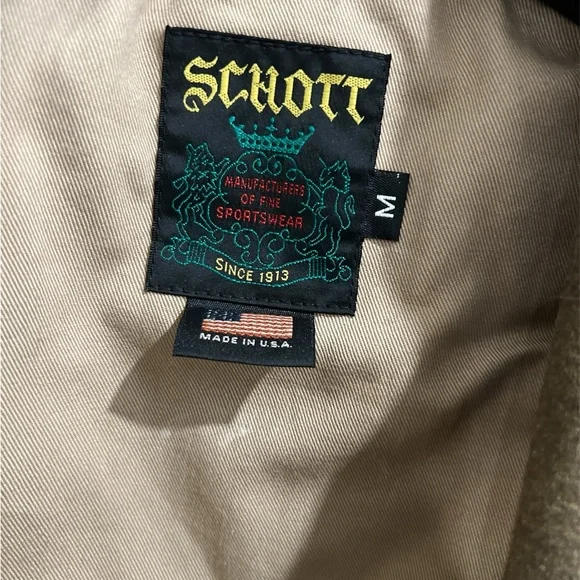 SCHOTT
MANUFACTURERS
OF FINE
SPORTSWEAR
SINCE 1913
M
MADE IN U.S.A.